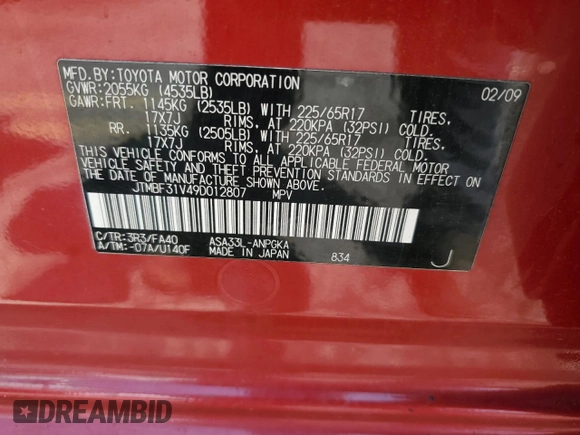 MFD.BY:TOYOTA MOTOR CORPORATION 02/09
GVWR:2055KG (4535LB)
GAWR:FRT. 1145KG (2535LB) WITH 225/65R17 TIRES,
17X7J RIMS, AT 220KPA (32PSI) COLD.
RR. 1135KG (2505LB) WITH 225/65R17 TIRES,
17X7J RIMS, AT 220KPA (32PSI) COLD.
THIS VEHICLE CONFORMS TO ALL APPLICABLE FEDERAL MOTOR
VEHICLE SAFETY AND THEFT PREVENTION STANDARDS IN EFFECT ON
THE DATE OF MANUFACTURE SHOWN ABOVE.
JTMBF31V49D012807 MPV
C/TR:3R3/FA40 ASA33L-ANPGKA
A/TM:-07A/U140F MADE IN JAPAN 834 J
DREAMBID